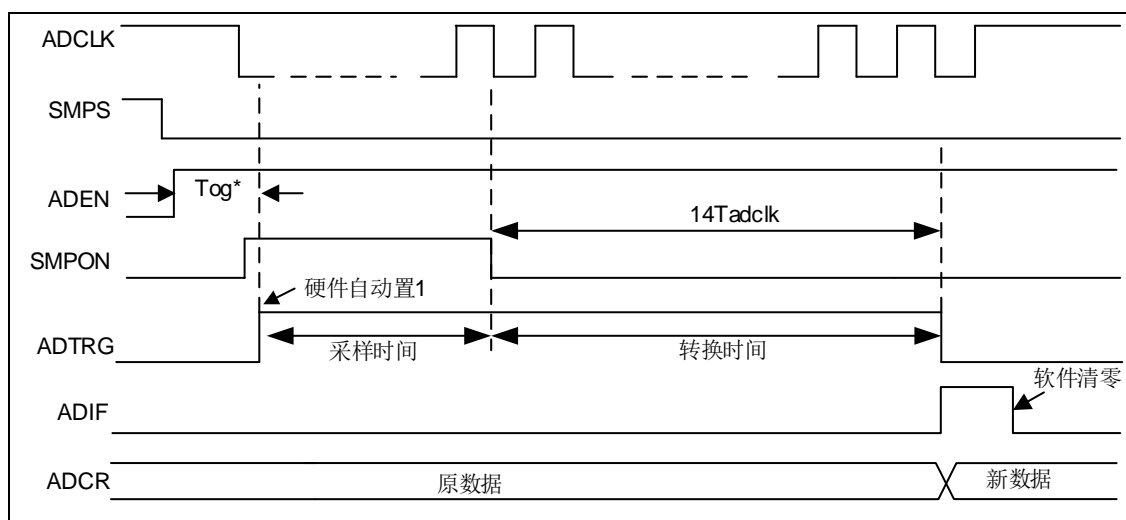 ADCLK
SMPS
ADEN
Tog*
14Tadclk
SMPON
硬件自动置1
ADTRG
采样时间
转换时间
软件清零
ADIF
ADCR
原数据
新数据